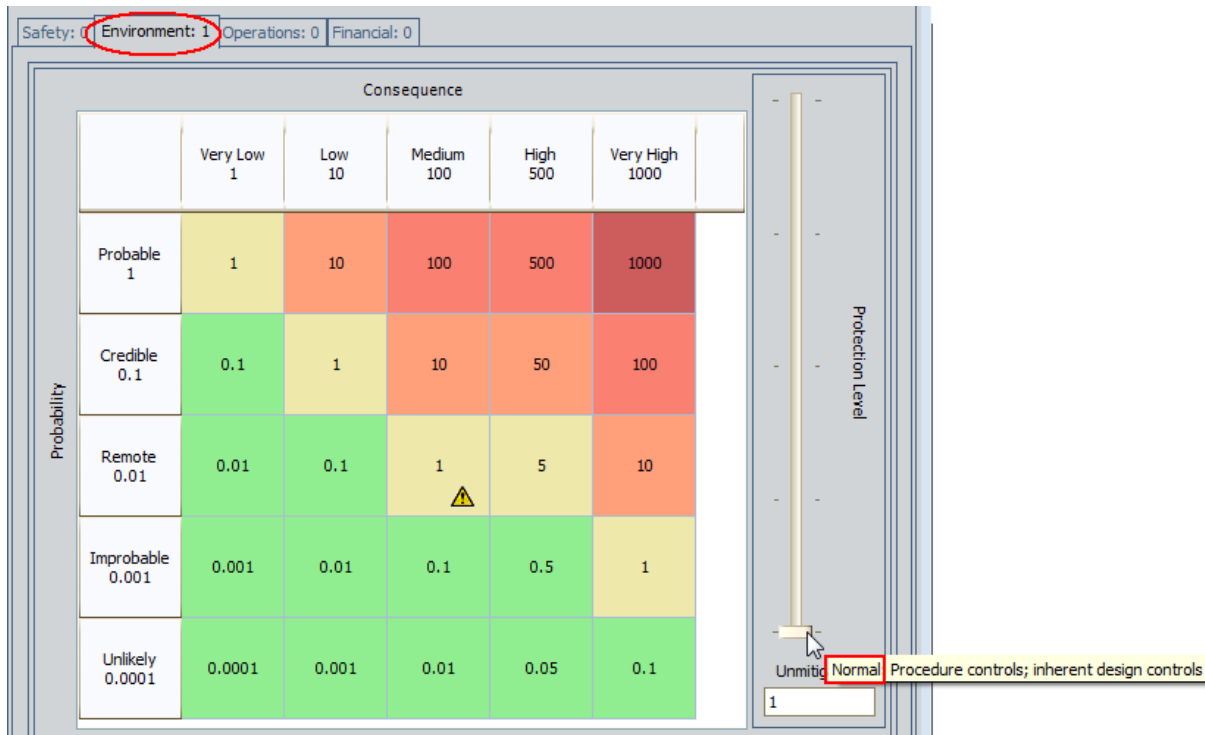 Safety: 0 Environment: 1 Operations: 0 Financial: 0
Consequence
Very Low Low Medium High Very High
1 10 100 500 1000
Probable
1
1 10 100 500 1000
Credible
0.1
0.1 1 10 50 100
Remote
0.01
0.01 0.1 1 5 10
Improbable
0.001
0.001 0.01 0.1 0.5 1
Unlikely
0.0001
0.0001 0.001 0.01 0.05 0.1
Probability
Protection Level
Normal Procedure controls; inherent design controls
1